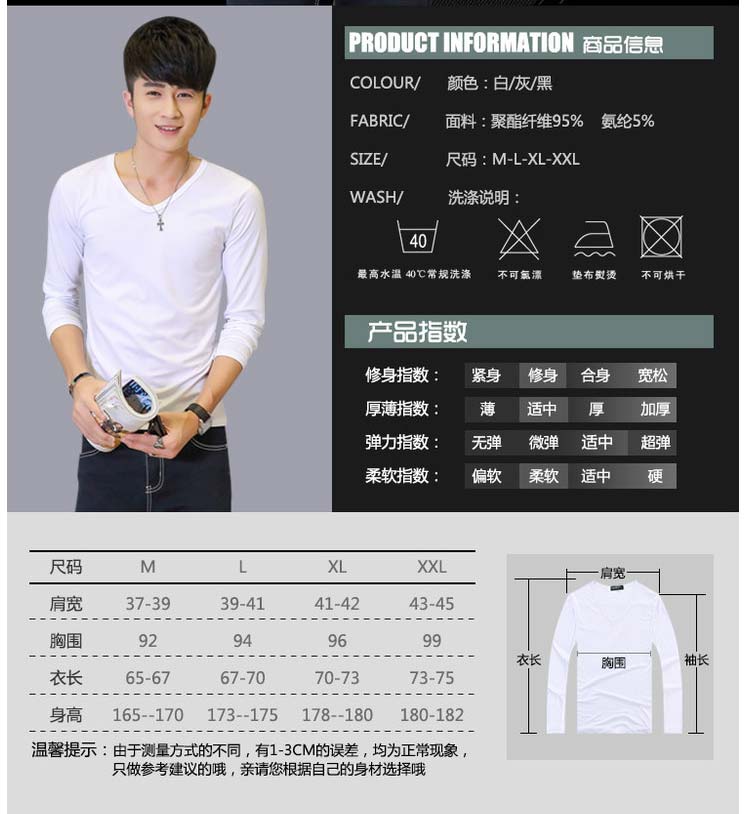 PRODUCT INFORMATION 商品信息
COLOUR/ 颜色：白/灰/黑
FABRIC/ 面料：聚酯纤维95% 氨纶5%
SIZE/ 尺码：M-L-XL-XXL
WASH/ 洗涤说明：
40
最高水温 40℃常规洗涤 不可氯漂 垫布熨烫 不可烘干
产品指数
修身指数： 紧身 修身 合身 宽松
厚薄指数： 薄 适中 厚 加厚
弹力指数： 无弹 微弹 适中 超弹
柔软指数： 偏软 柔软 适中 硬
尺码 M L XL XXL
肩宽 37-39 39-41 41-42 43-45
胸围 92 94 96 99
衣长 65-67 67-70 70-73 73-75
身高 165--170 173--175 178--180 180-182
温馨提示：由于测量方式的不同，有1-3CM的误差，均为正常现象，
只做参考建议的哦，亲请您根据自己的身材选择哦
肩宽
衣长
胸围
袖长